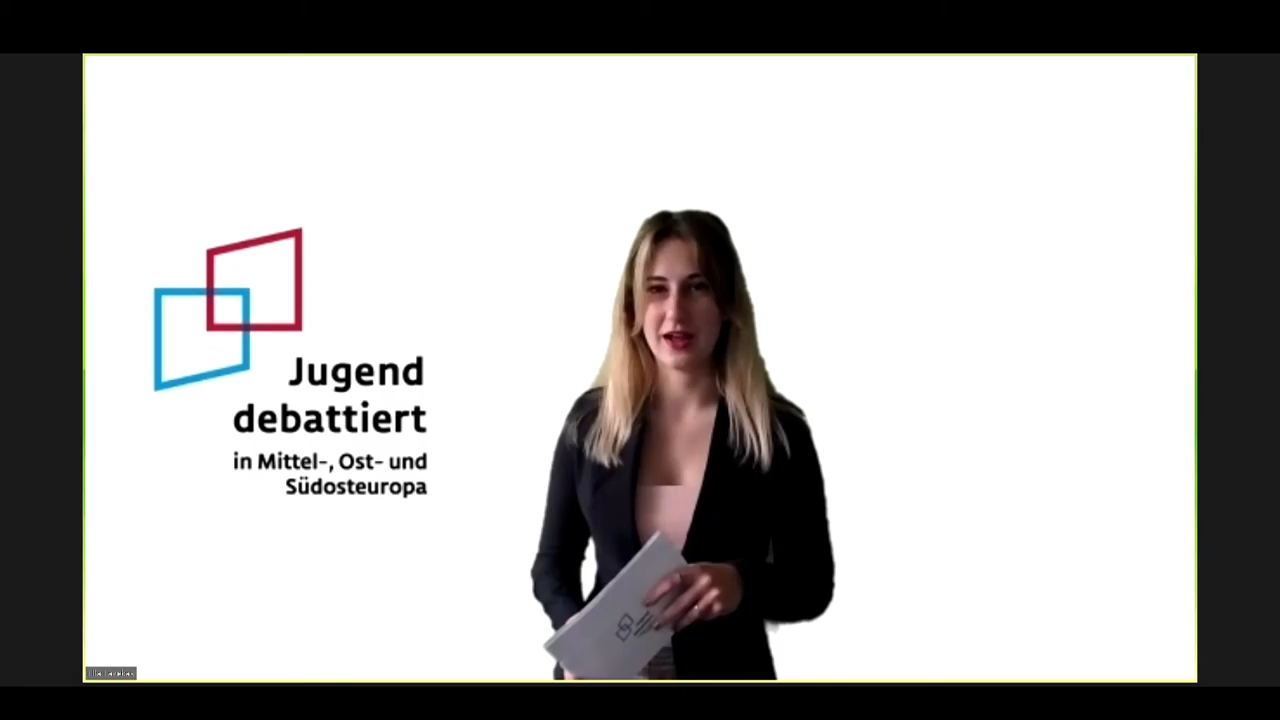 Jugend
debattiert
in Mittel-, Ost- und
Südosteuropa